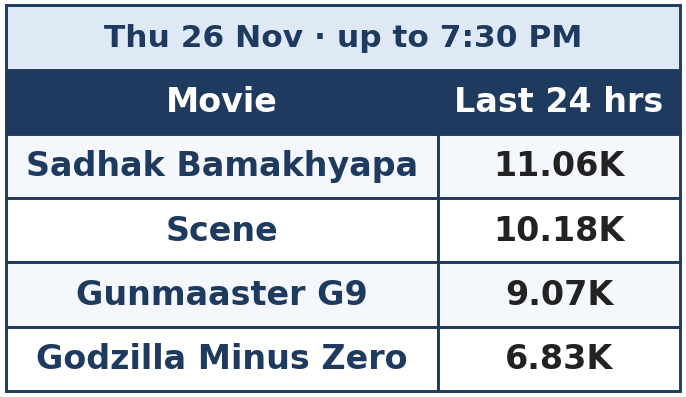 Thu 26 Nov · up to 7:30 PM
Movie Last 24 hrs
Sadhak Bamakhyapa 11.06K
Scene 10.18K
Gunmaaster G9 9.07K
Godzilla Minus Zero 6.83K